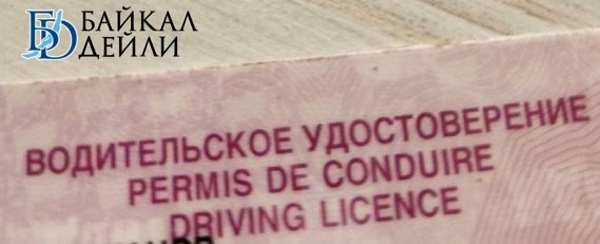 БАЙКАЛ
ДЕЙЛИ
ВОДИТЕЛЬСКОЕ УДОСТОВЕРЕНИЕ
PERMIS DE CONDUIRE
DRIVING LICENCE